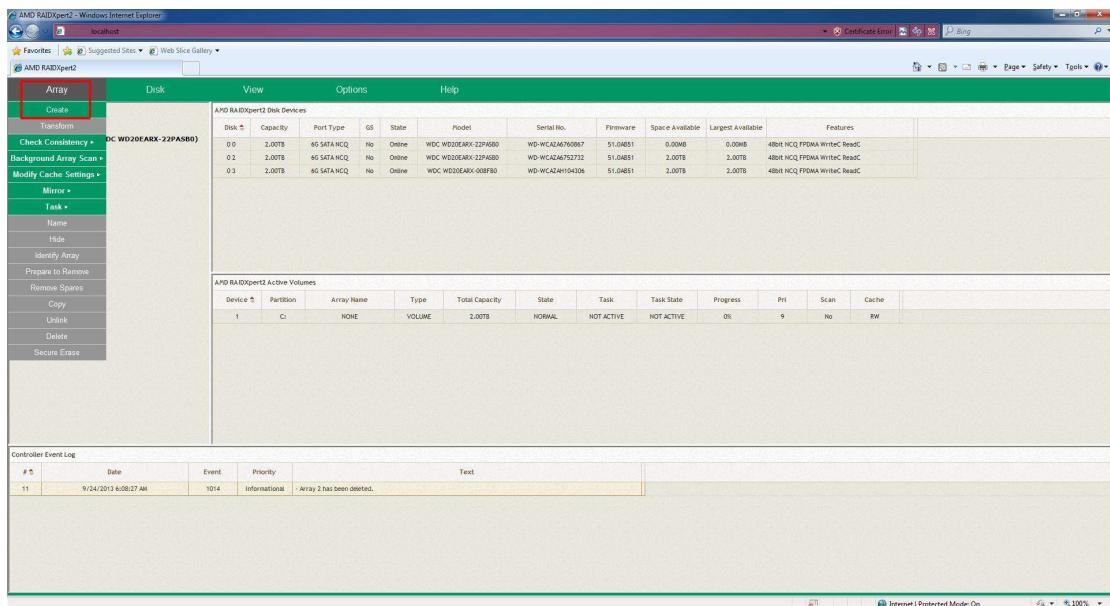 AMD RAIDXpert2 - Windows Internet Explorer
localhost
Certificate Error
Bing
Favorites
Suggested Sites
Web Slice Gallery
AMD RAIDXpert2
Page
Safety
Tools
Array
Disk
View
Options
Help
Create
Transform
Check Consistency
Background Array Scan
Modify Cache Settings
Mirror
Task
Name
Hide
Identify Array
Prepare to Remove
Remove Spares
Copy
Unlink
Delete
Secure Erase
DC WD20EARX-22PASB0)
AMD RAIDXpert2 Disk Devices
Disk Capacity Port Type GS State Model Serial No. Firmware Space Available Largest Available Features
0 0 2.00TB 6G SATA NCQ No Online WDC WD20EARX-22PASB0 WD-WCAZA6760867 51.0AB51 0.00MB 0.00MB 48bit NCQ FPDMA WriteC ReadC
0 2 2.00TB 6G SATA NCQ No Online WDC WD20EARX-22PASB0 WD-WCAZA6752732 51.0AB51 2.00TB 2.00TB 48bit NCQ FPDMA WriteC ReadC
0 3 2.00TB 6G SATA NCQ No Online WDC WD20EARX-008FB0 WD-WCAZAH104306 51.0AB51 2.00TB 2.00TB 48bit NCQ FPDMA WriteC ReadC
AMD RAIDXpert2 Active Volumes
Device Partition Array Name Type Total Capacity State Task Task State Progress Pri Scan Cache
1 C: NONE VOLUME 2.00TB NORMAL NOT ACTIVE NOT ACTIVE 0% 9 No RW
Controller Event Log
# Date Event Priority Text
11 9/24/2013 6:08:27 AM 1014 Informational - Array 2 has been deleted.
Internet | Protected Mode: On
100%